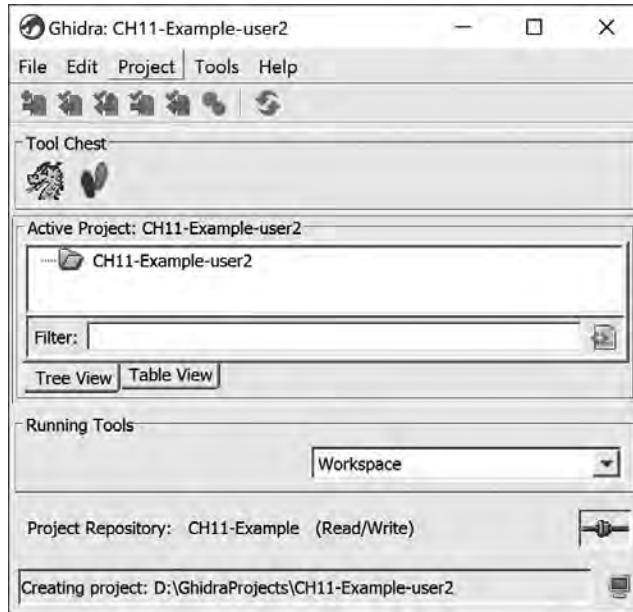 Ghidra: CH11-Example-user2
File Edit Project Tools Help
Tool Chest
Active Project: CH11-Example-user2
CH11-Example-user2
Filter:
Tree View Table View
Running Tools
Workspace
Project Repository: CH11-Example (Read/Write)
Creating project: D:\GhidraProjects\CH11-Example-user2